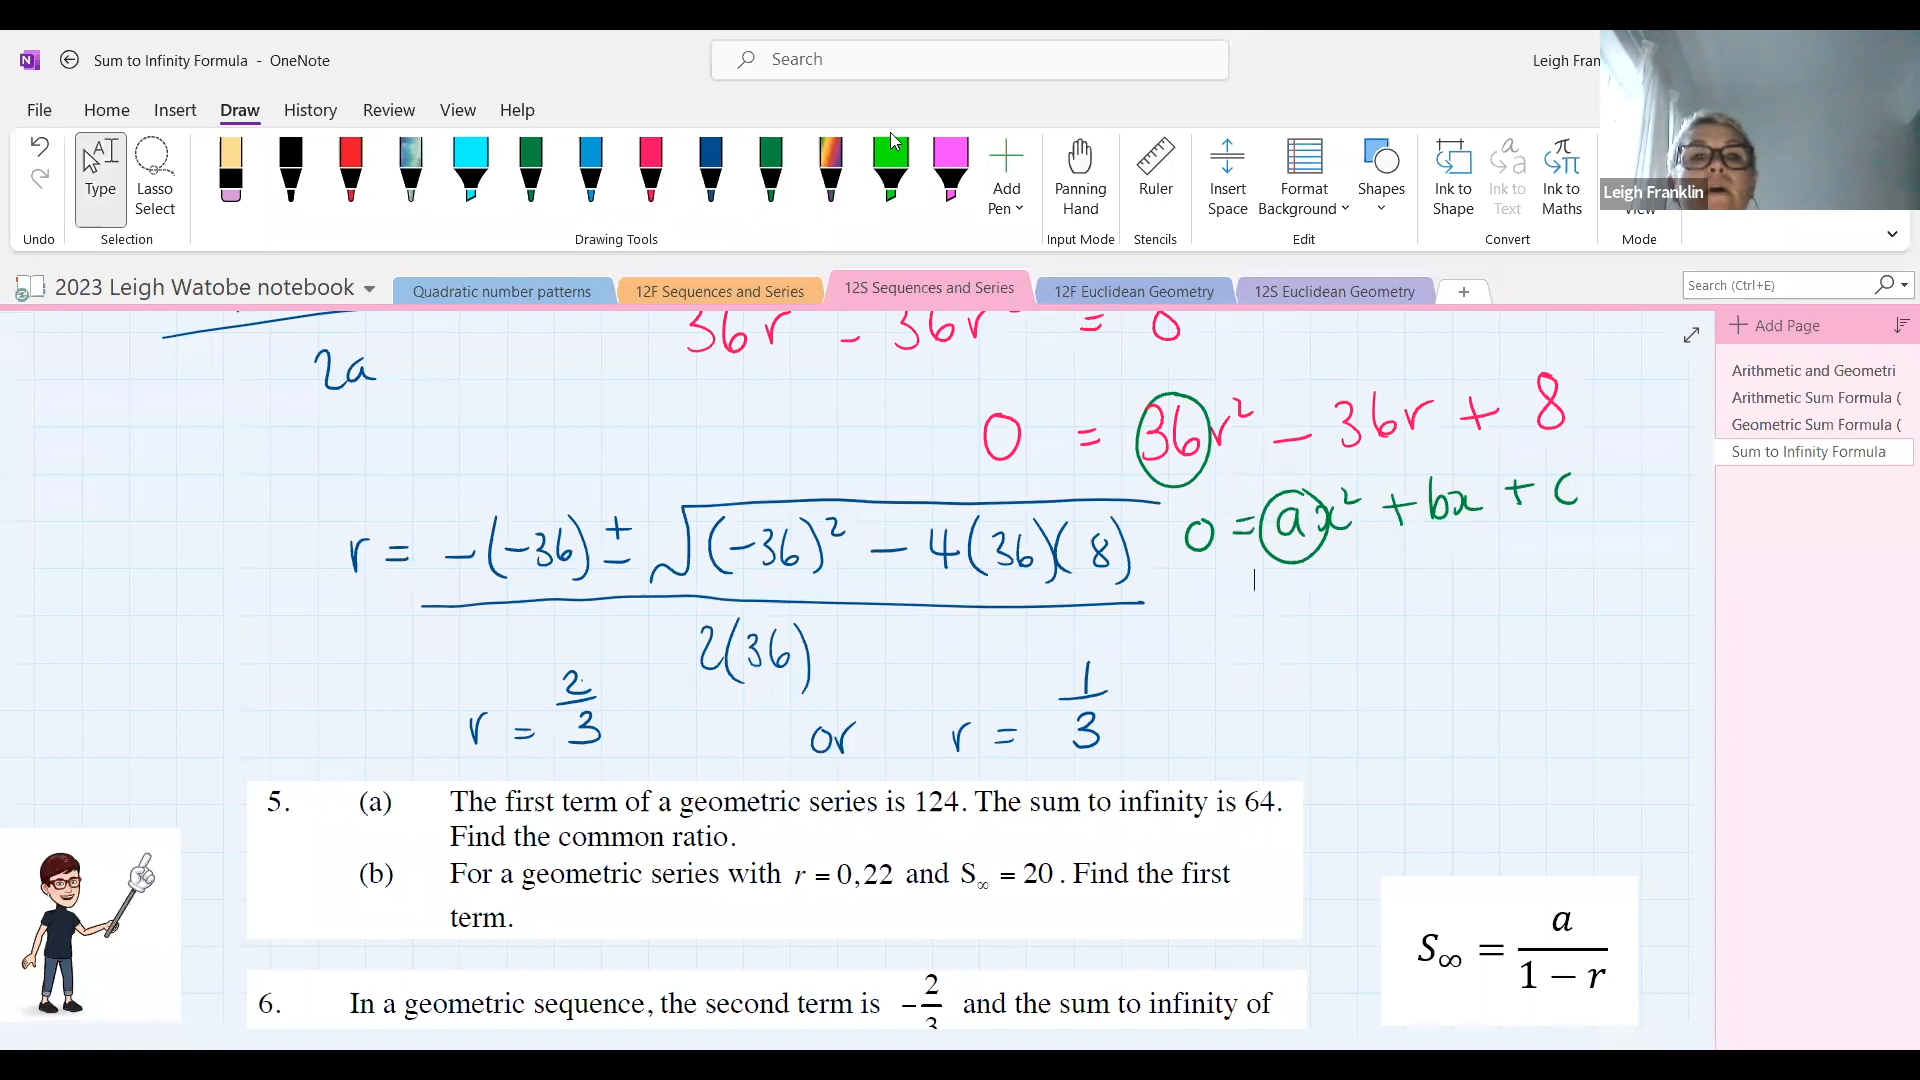 Sum to Infinity Formula - OneNote
Search
Leigh Fran
File Home Insert Draw History Review View Help
Type
Lasso Select
Add Pen
Panning Hand
Ruler
Insert Space
Format Background
Shapes
Ink to Shape
Ink to Text
Ink to Maths
View
Leigh Franklin
Undo
Selection
Drawing Tools
Input Mode
Stencils
Edit
Convert
Mode
2023 Leigh Watobe notebook
Quadratic number patterns
12F Sequences and Series
12S Sequences and Series
12F Euclidean Geometry
12S Euclidean Geometry
Search (Ctrl+E)
Add Page
Arithmetic and Geometri
Arithmetic Sum Formula (
Geometric Sum Formula (
Sum to Infinity Formula
2a
36r - 36r = 0
0 = 36r² - 36r + 8
0 = ax² + bx + c
r = -(-36) ± √(-36)² - 4(36)(8)
2(36)
r = 2/3 or r = 1/3
5. (a) The first term of a geometric series is 124. The sum to infinity is 64.
Find the common ratio.
(b) For a geometric series with r = 0,22 and S∞ = 20. Find the first
term.
6. In a geometric sequence, the second term is -2/3 and the sum to infinity of
S∞ = a/(1 - r)